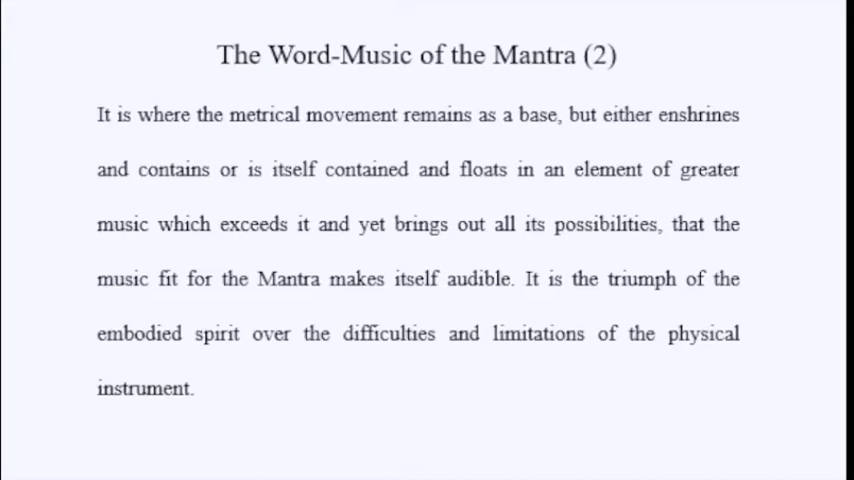 The Word-Music of the Mantra (2)
It is where the metrical movement remains as a base, but either enshrines
and contains or is itself contained and floats in an element of greater
music which exceeds it and yet brings out all its possibilities, that the
music fit for the Mantra makes itself audible. It is the triumph of the
embodied spirit over the difficulties and limitations of the physical
instrument.